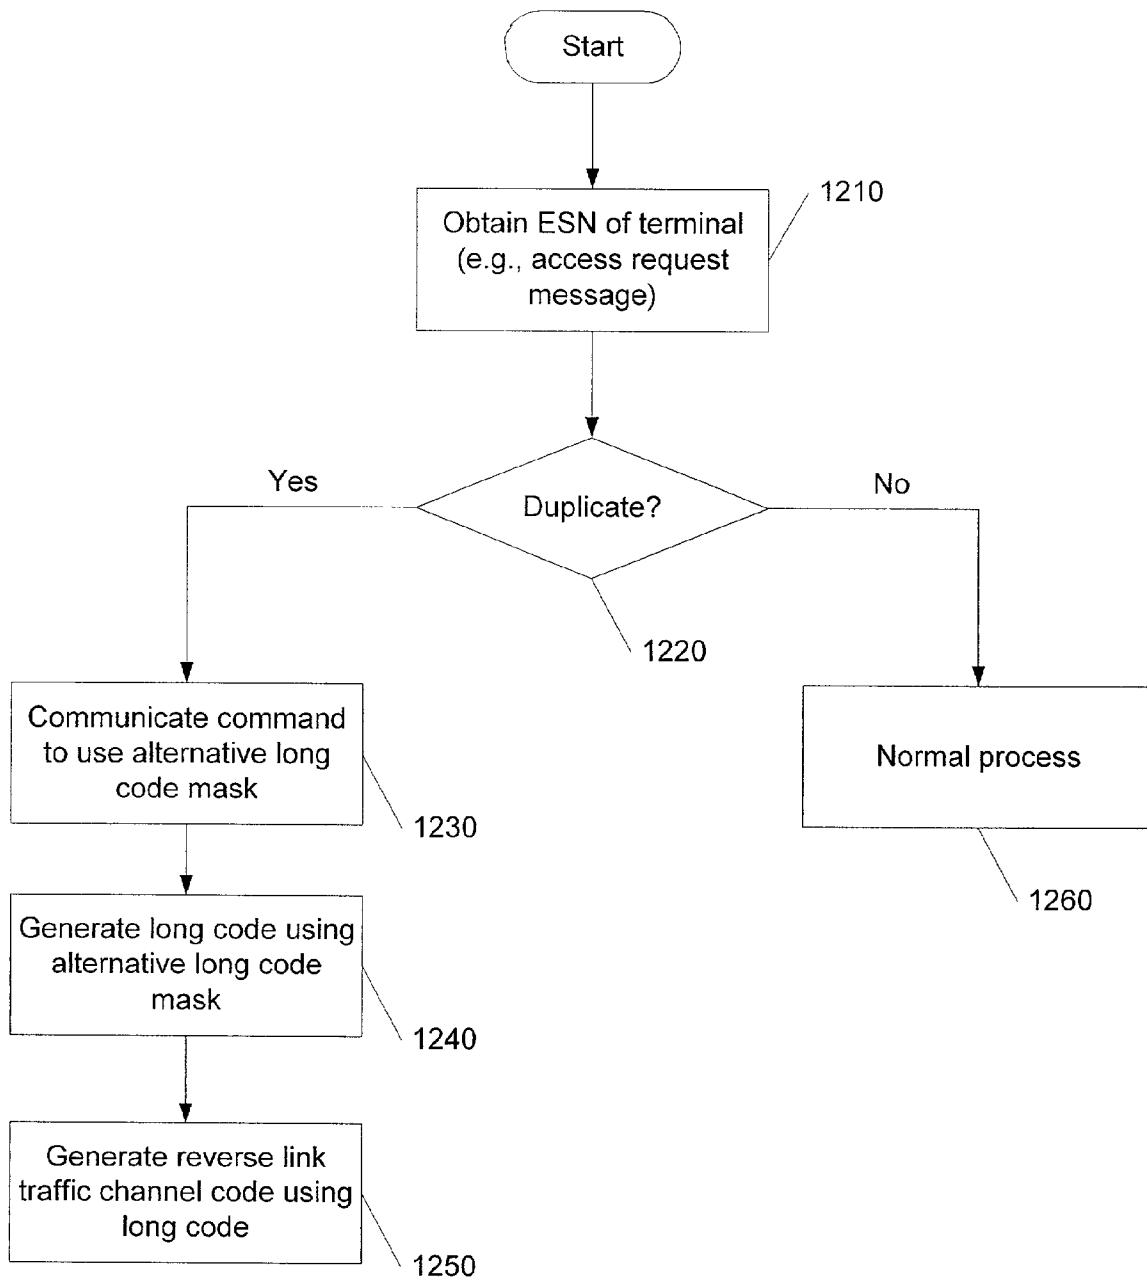 Start
1210
Obtain ESN of terminal
(e.g., access request
message)
Yes
No
Duplicate?
1220
Communicate command
to use alternative long
code mask
1230
Normal process
1260
Generate long code using
alternative long code
mask
1240
Generate reverse link
traffic channel code using
long code
1250